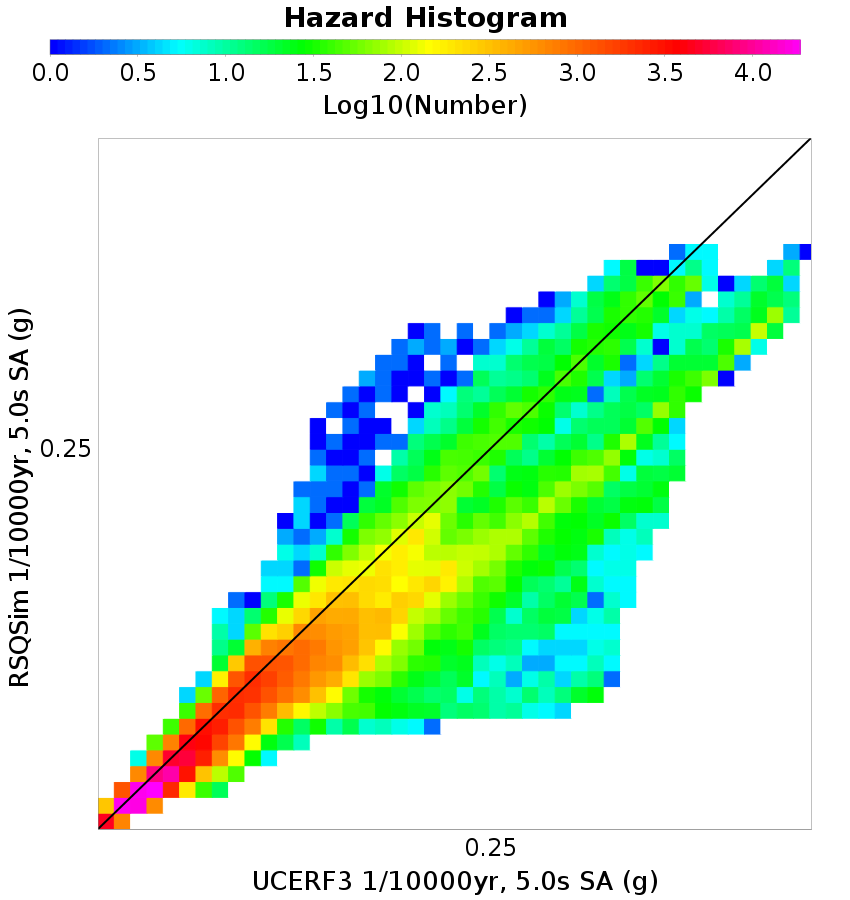 Hazard Histogram
0.0 0.5 1.0 1.5 2.0 2.5 3.0 3.5 4.0
Log10(Number)
RSQSim 1/10000yr, 5.0s SA (g)
0.25
0.25
UCERF3 1/10000yr, 5.0s SA (g)